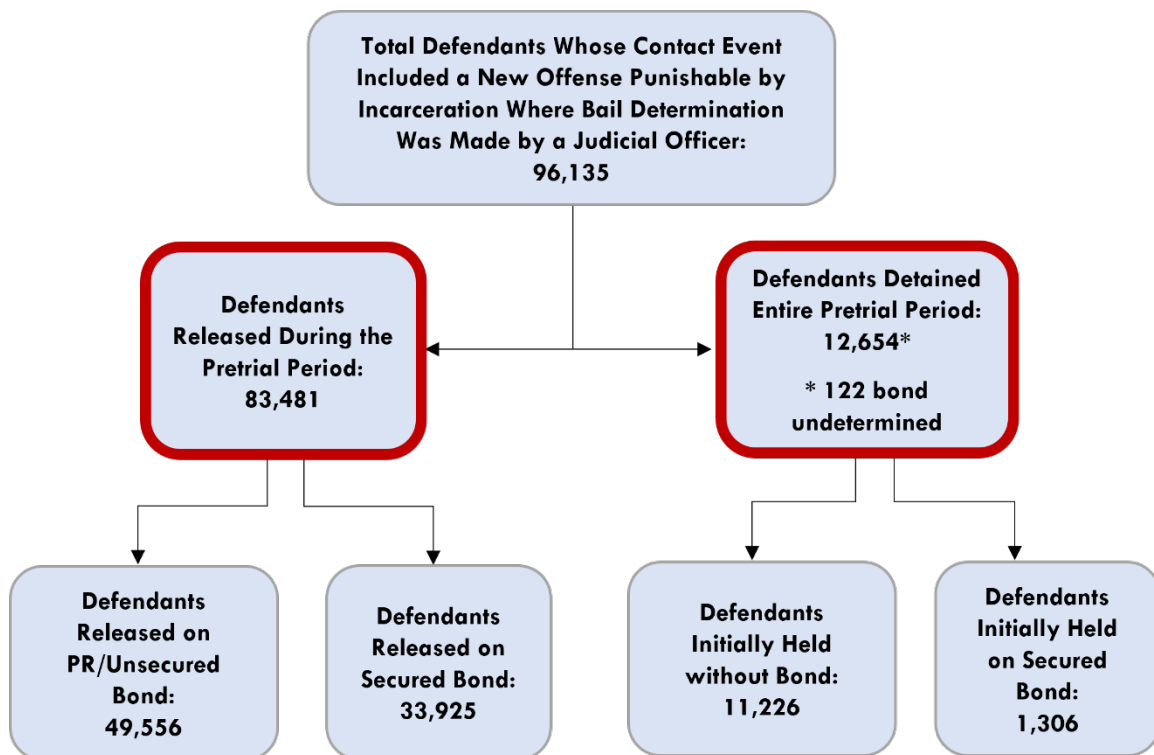 Total Defendants Whose Contact Event
Included a New Offense Punishable by
Incarceration Where Bail Determination
Was Made by a Judicial Officer:
96,135
Defendants
Released During the
Pretrial Period:
83,481
Defendants Detained
Entire Pretrial Period:
12,654*
* 122 bond
undetermined
Defendants
Released on
PR/Unsecured
Bond:
49,556
Defendants
Released on
Secured Bond:
33,925
Defendants
Initially Held
without Bond:
11,226
Defendants
Initially Held
on Secured
Bond:
1,306